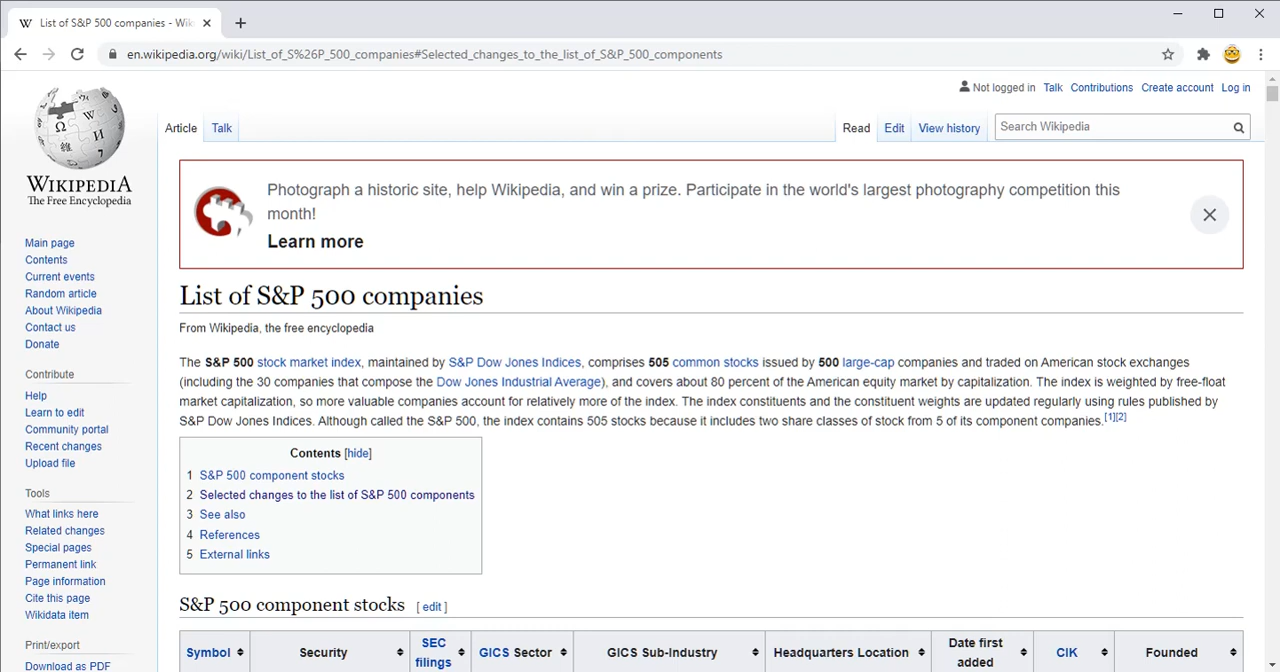 List of S&P 500 companies - Wik
en.wikipedia.org/wiki/List_of_S%26P_500_companies#Selected_changes_to_the_list_of_S&P_500_components
Not logged in Talk Contributions Create account Log in
Article Talk Read Edit View history Search Wikipedia
WIKIPEDIA
The Free Encyclopedia
Main page
Contents
Current events
Random article
About Wikipedia
Contact us
Donate
Contribute
Help
Learn to edit
Community portal
Recent changes
Upload file
Tools
What links here
Related changes
Special pages
Permanent link
Page information
Cite this page
Wikidata item
Print/export
Download as PDF
Photograph a historic site, help Wikipedia, and win a prize. Participate in the world's largest photography competition this
month!
Learn more
List of S&P 500 companies
From Wikipedia, the free encyclopedia
The S&P 500 stock market index, maintained by S&P Dow Jones Indices, comprises 505 common stocks issued by 500 large-cap companies and traded on American stock exchanges
(including the 30 companies that compose the Dow Jones Industrial Average), and covers about 80 percent of the American equity market by capitalization. The index is weighted by free-float
market capitalization, so more valuable companies account for relatively more of the index. The index constituents and the constituent weights are updated regularly using rules published by
S&P Dow Jones Indices. Although called the S&P 500, the index contains 505 stocks because it includes two share classes of stock from 5 of its component companies.[1][2]
Contents [hide]
1 S&P 500 component stocks
2 Selected changes to the list of S&P 500 components
3 See also
4 References
5 External links
S&P 500 component stocks [ edit ]
Symbol Security SEC filings GICS Sector GICS Sub-Industry Headquarters Location Date first added CIK Founded